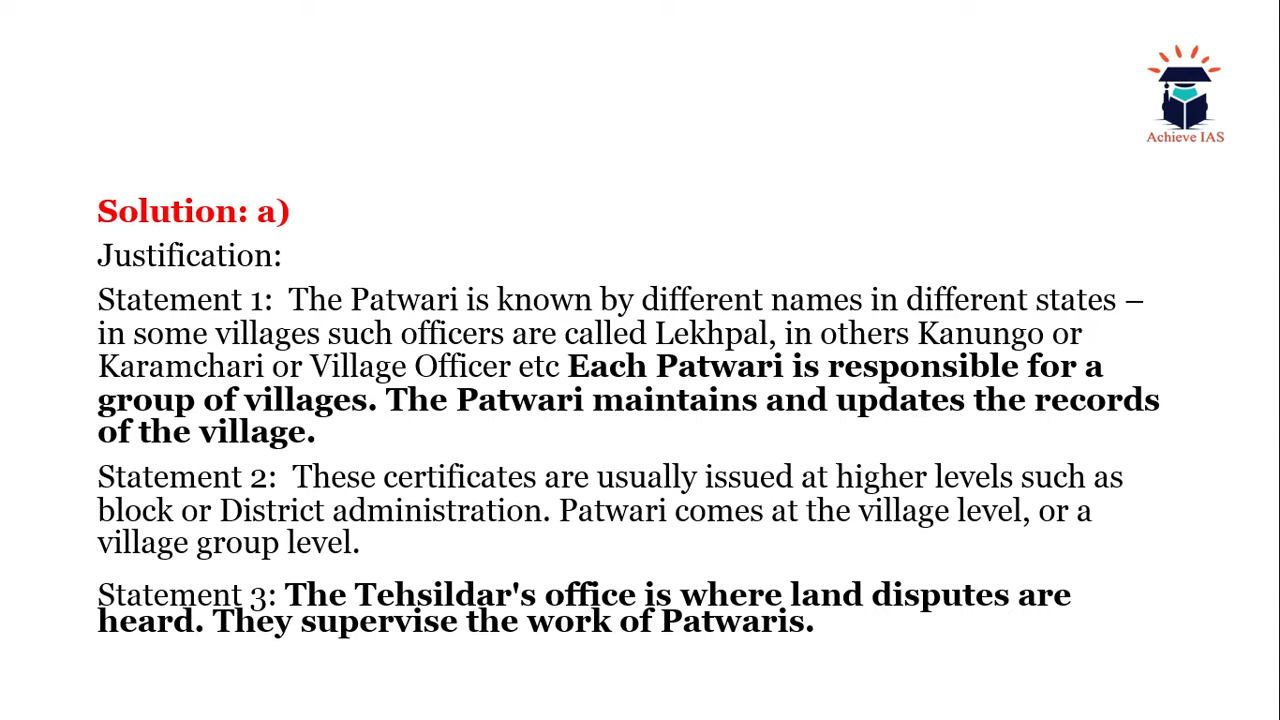 Achieve IAS
Solution: a)
Justification:
Statement 1:  The Patwari is known by different names in different states –
in some villages such officers are called Lekhpal, in others Kanungo or
Karamchari or Village Officer etc Each Patwari is responsible for a
group of villages. The Patwari maintains and updates the records
of the village.
Statement 2:  These certificates are usually issued at higher levels such as
block or District administration. Patwari comes at the village level, or a
village group level.
Statement 3: The Tehsildar's office is where land disputes are
heard. They supervise the work of Patwaris.